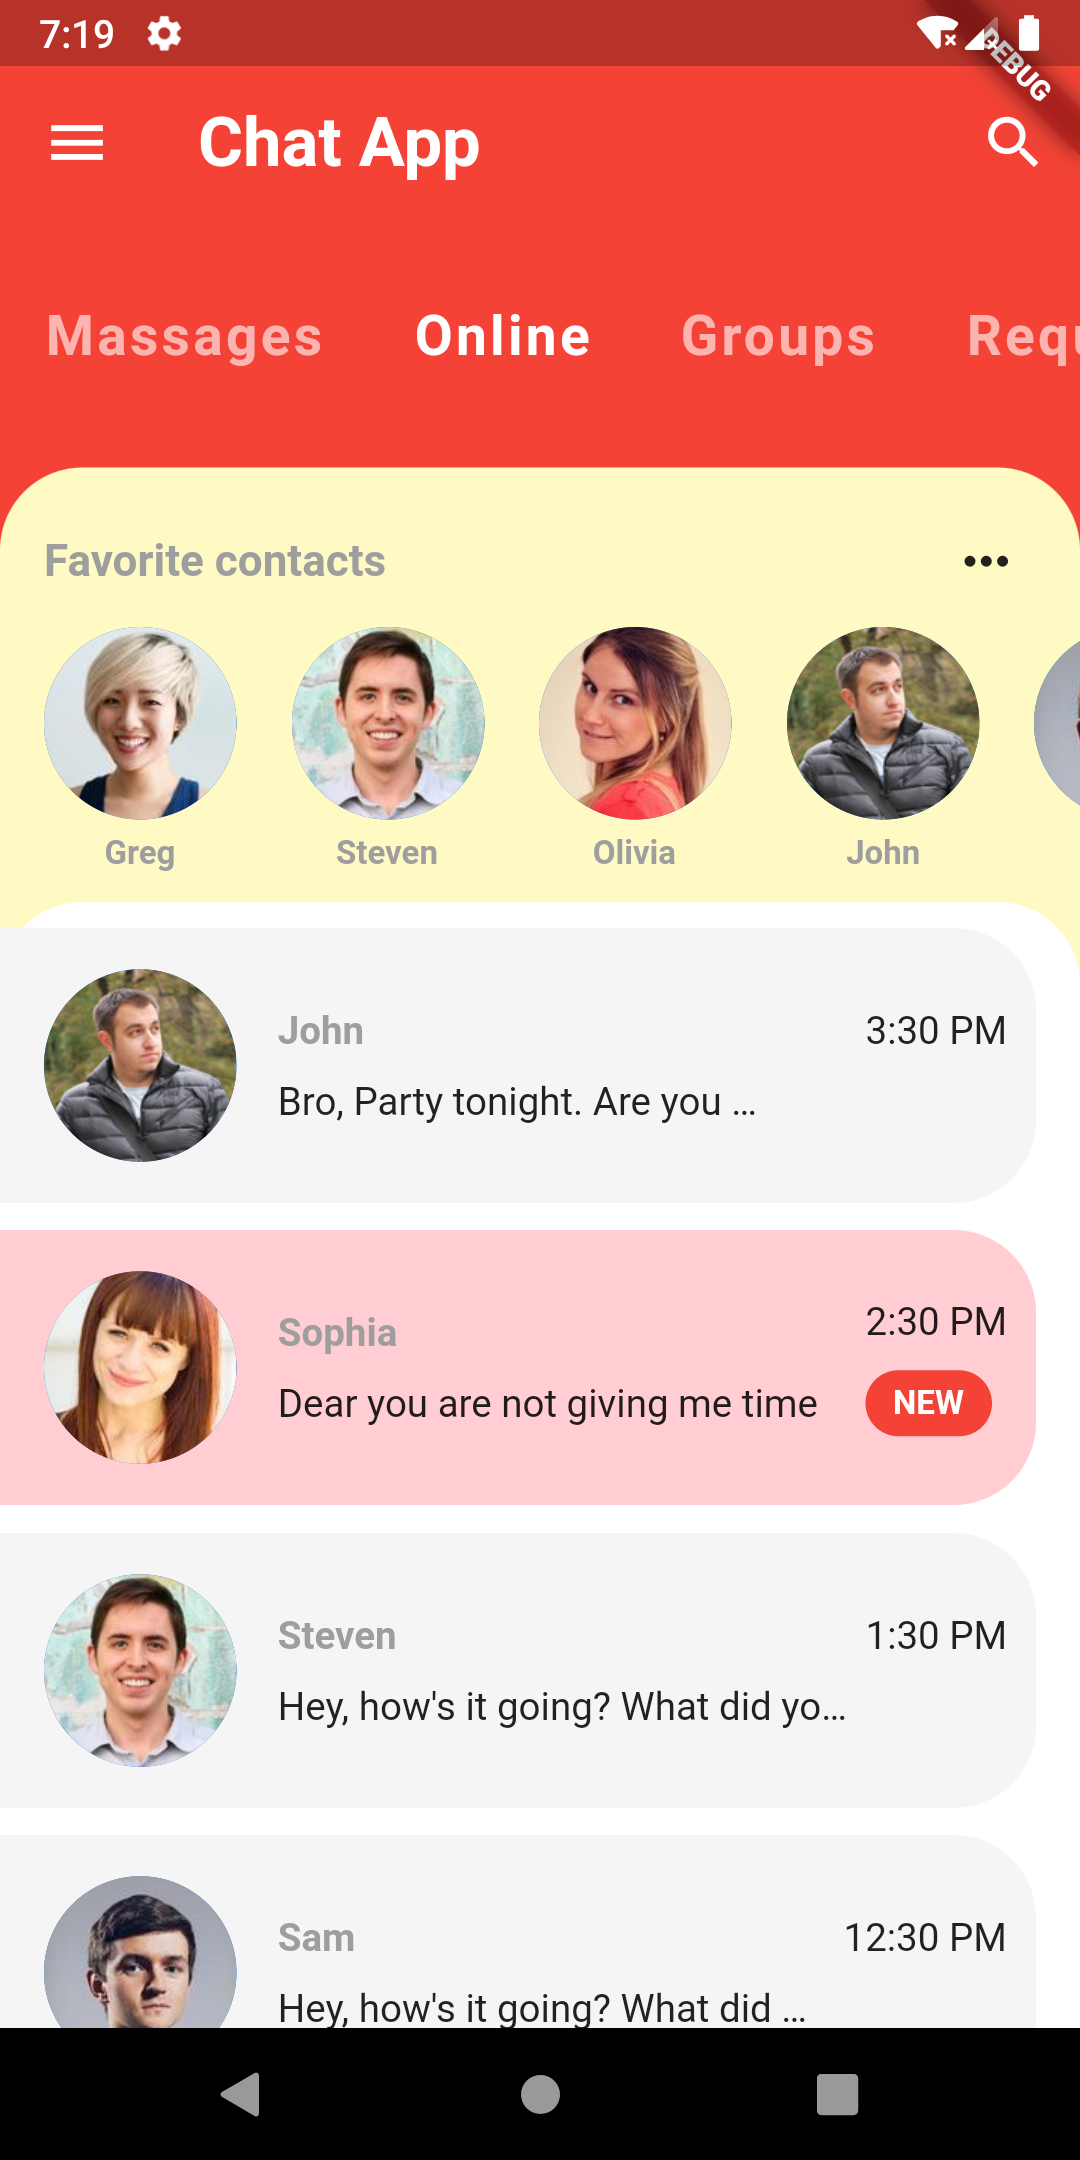 7:19
DEBUG
Chat App
Massages Online Groups Requ
Favorite contacts
Greg Steven Olivia John
John 3:30 PM
Bro, Party tonight. Are you ...
Sophia 2:30 PM
Dear you are not giving me time NEW
Steven 1:30 PM
Hey, how's it going? What did yo...
Sam 12:30 PM
Hey, how's it going? What did ...